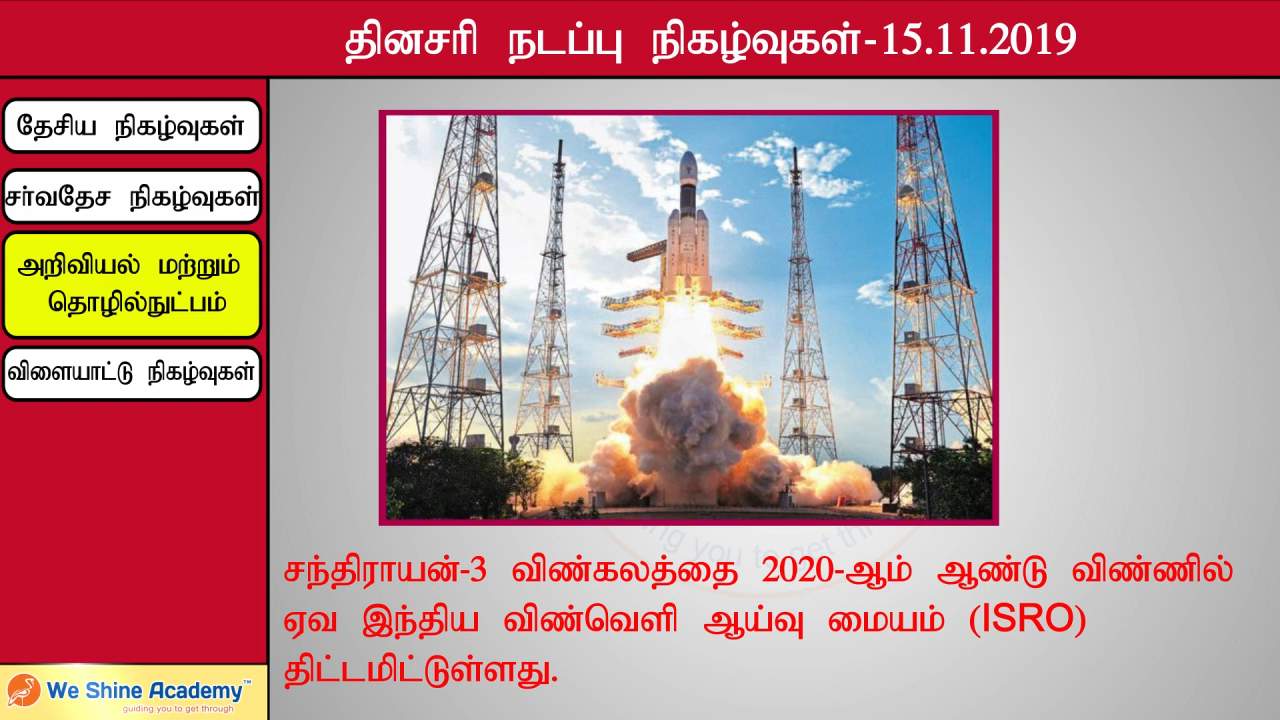 தினசரி நடப்பு நிகழ்வுகள்-15.11.2019
தேசிய நிகழ்வுகள்
சர்வதேச நிகழ்வுகள்
அறிவியல் மற்றும்
தொழில்நுட்பம்
விளையாட்டு நிகழ்வுகள்
சந்திராயன்-3 விண்கலத்தை 2020-ஆம் ஆண்டு விண்ணில்
ஏவ இந்திய விண்வெளி ஆய்வு மையம் (ISRO)
திட்டமிட்டுள்ளது.
We Shine Academy™
guiding you to get through